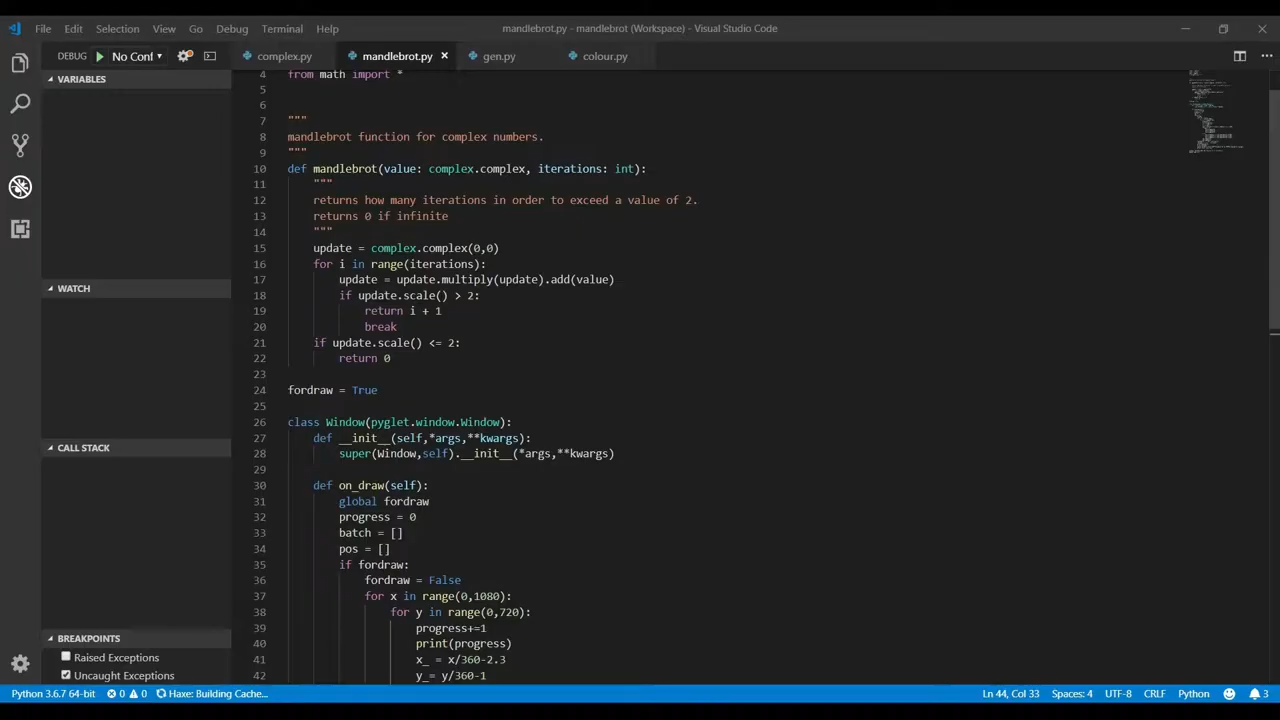 File Edit Selection View Go Debug Terminal Help
mandlebrot.py - mandlebrot (Workspace) - Visual Studio Code
DEBUG No Conf
complex.py mandlebrot.py gen.py colour.py
VARIABLES
WATCH
CALL STACK
BREAKPOINTS
Raised Exceptions
Uncaught Exceptions
4 from math import *
5
6
7 """
8 mandlebrot function for complex numbers.
9 """
10 def mandlebrot(value: complex.complex, iterations: int):
11 """
12 returns how many iterations in order to exceed a value of 2.
13 returns 0 if infinite
14 """
15 update = complex.complex(0,0)
16 for i in range(iterations):
17 update = update.multiply(update).add(value)
18 if update.scale() > 2:
19 return i + 1
20 break
21 if update.scale() <= 2:
22 return 0
23
24 fordraw = True
25
26 class Window(pyglet.window.Window):
27 def __init__(self,*args,**kwargs):
28 super(Window,self).__init__(*args,**kwargs)
29
30 def on_draw(self):
31 global fordraw
32 progress = 0
33 batch = []
34 pos = []
35 if fordraw:
36 fordraw = False
37 for x in range(0,1080):
38 for y in range(0,720):
39 progress+=1
40 print(progress)
41 x_ = x/360-2.3
42 y_= y/360-1
Python 3.6.7 64-bit 0 0 Haxe: Building Cache... Ln 44, Col 33 Spaces: 4 UTF-8 CRLF Python 3